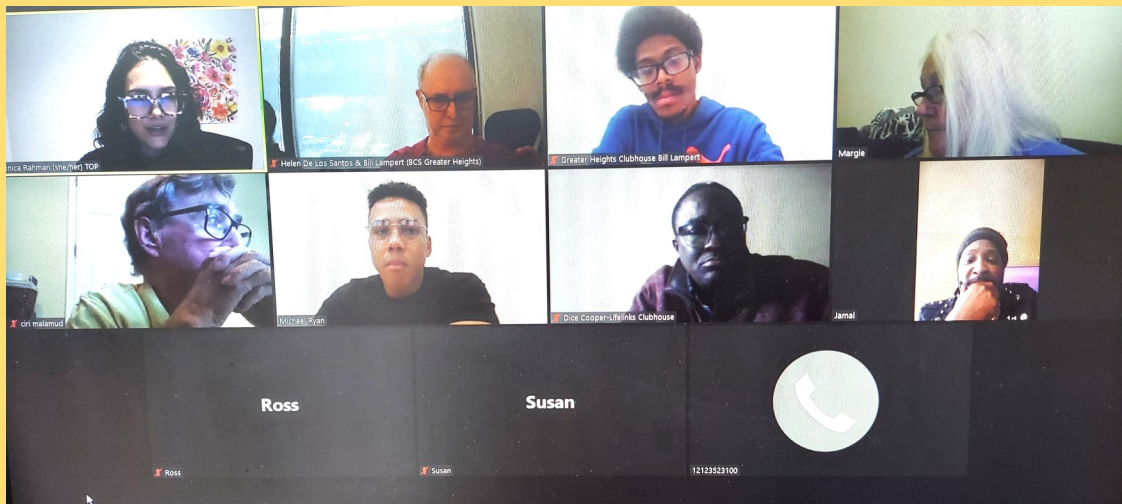 nica Rahman (she/her) TOP
Helen De Los Santos & Bill Lampert (BCS Greater Heights)
Greater Heights Clubhouse Bill Lampert
Margie
ciri malamud
Michael Ryan
Dice Cooper-Lifelinks Clubhouse
Jamal
Ross
Susan
Ross
Susan
12123523100